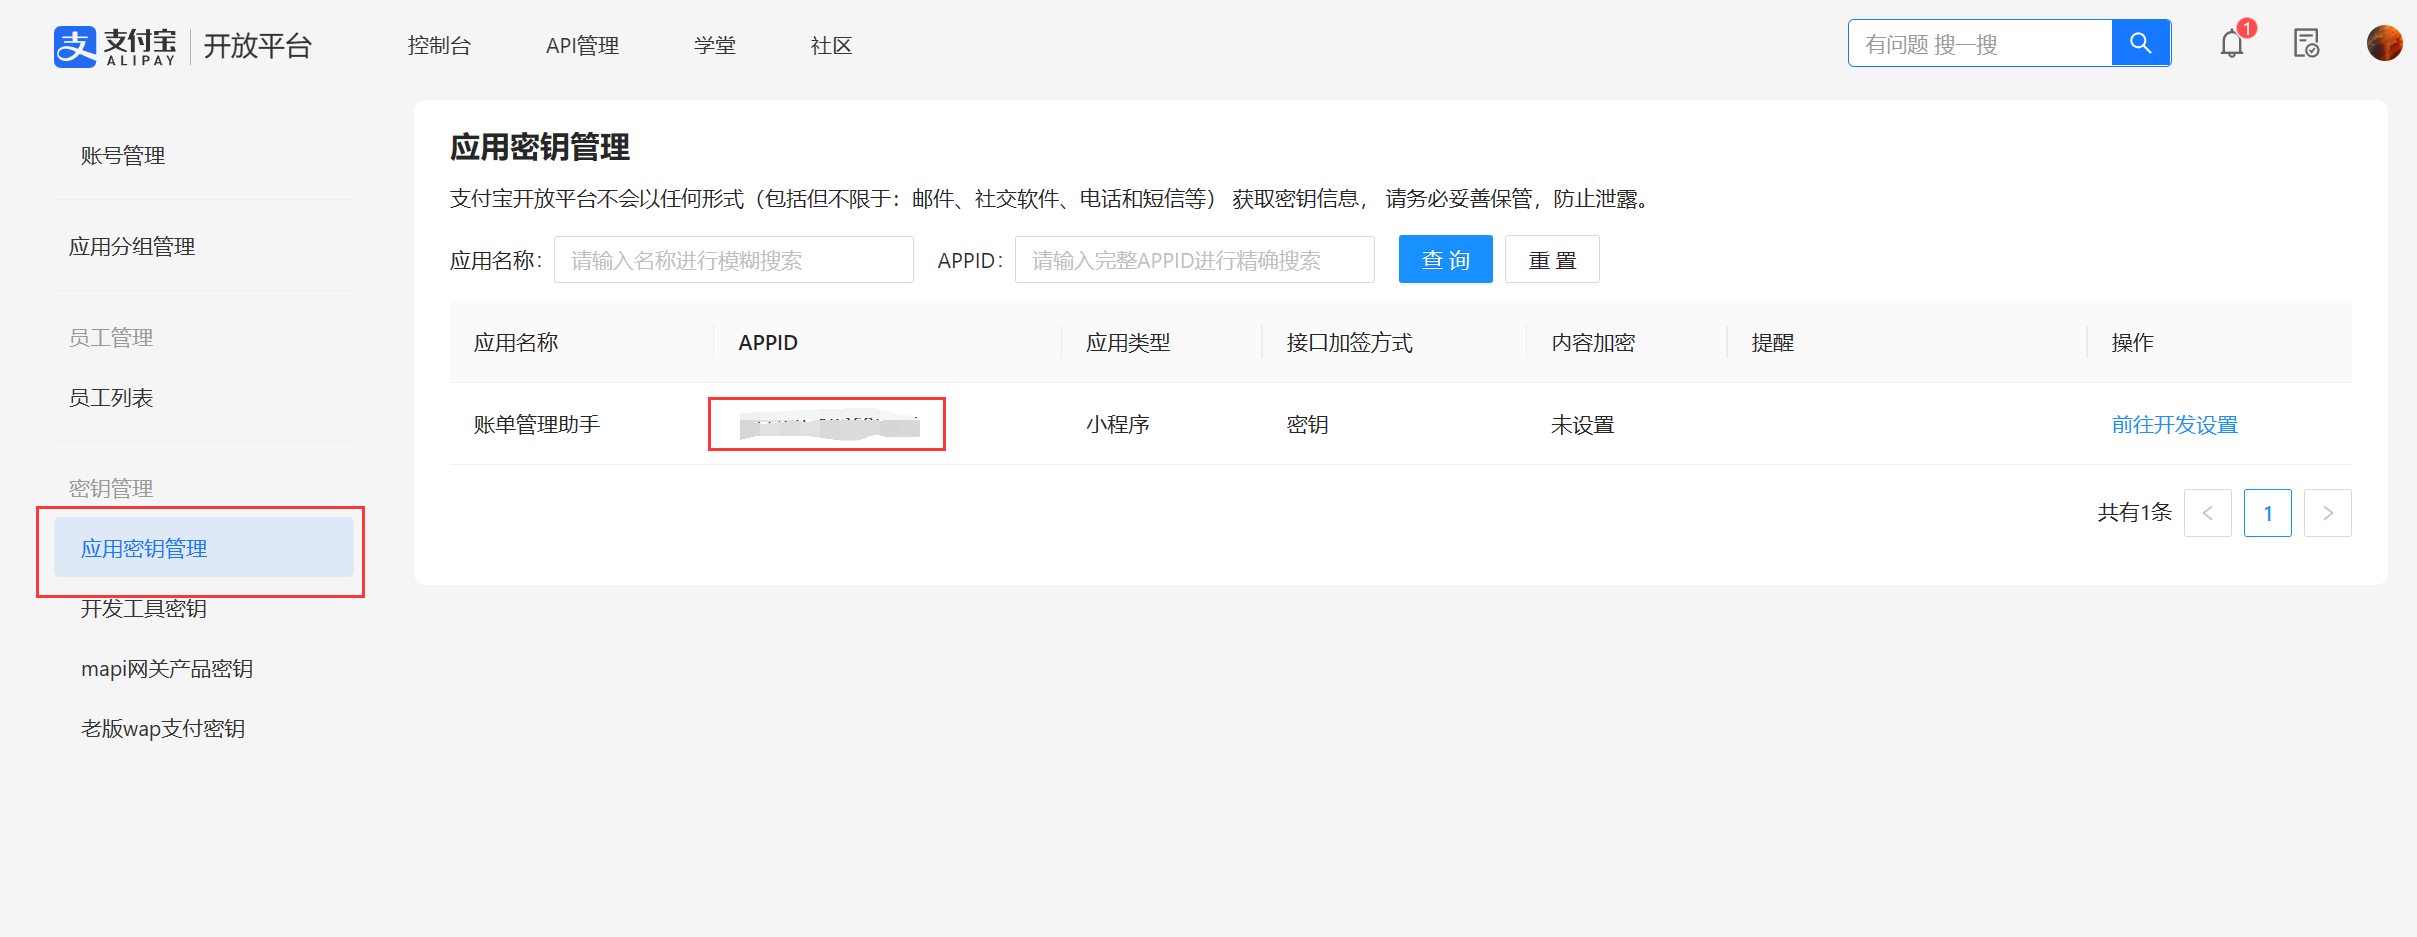 支付宝 开放平台 控制台 API管理 学堂 社区 有问题 搜一搜 1
ALIPAY
账号管理
应用分组管理
员工管理
员工列表
密钥管理
应用密钥管理
开发工具密钥
mapi网关产品密钥
老版wap支付密钥
应用密钥管理
支付宝开放平台不会以任何形式（包括但不限于：邮件、社交软件、电话和短信等） 获取密钥信息， 请务必妥善保管，防止泄露。
应用名称： 请输入名称进行模糊搜索 APPID： 请输入完整APPID进行精确搜索 查 询 重 置
应用名称 APPID 应用类型 接口加签方式 内容加密 提醒 操作
账单管理助手 小程序 密钥 未设置 前往开发设置
共有1条 < 1 >